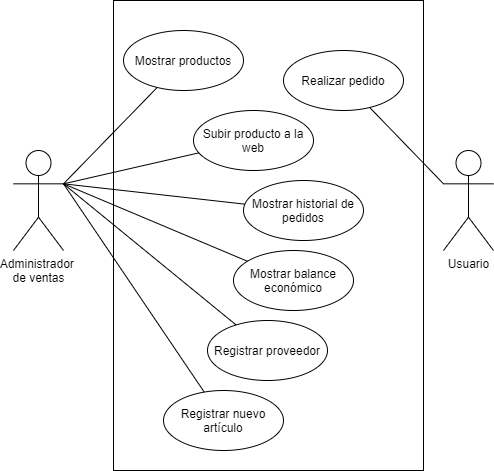 Mostrar productos
Realizar pedido
Subir producto a la
web
Mostrar historial de
pedidos
Administrador
de ventas
Usuario
Mostrar balance
económico
Registrar proveedor
Registrar nuevo
artículo